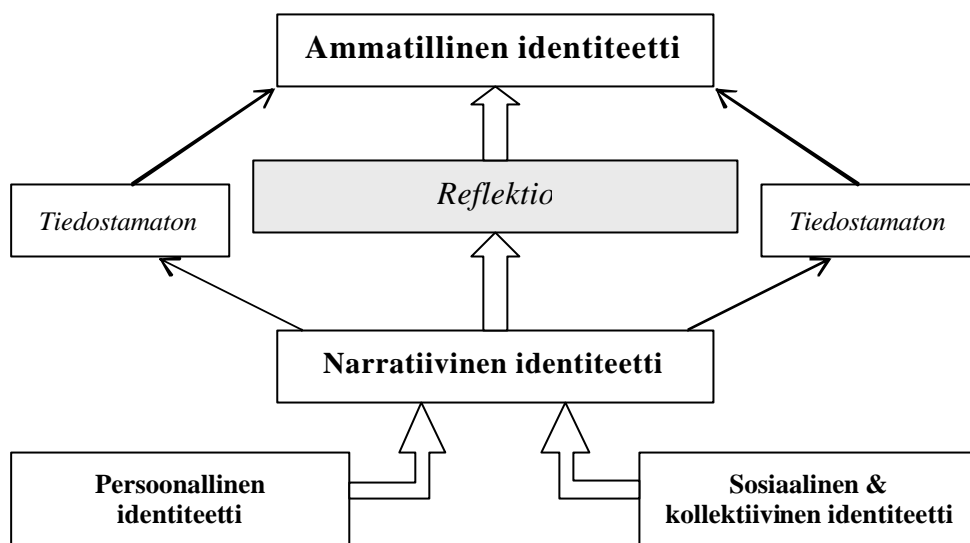 Ammatillinen identiteetti
Reflektio
Tiedostamaton
Tiedostamaton
Narratiivinen identiteetti
Persoonallinen
identiteetti
Sosiaalinen &
kollektiivinen identiteetti